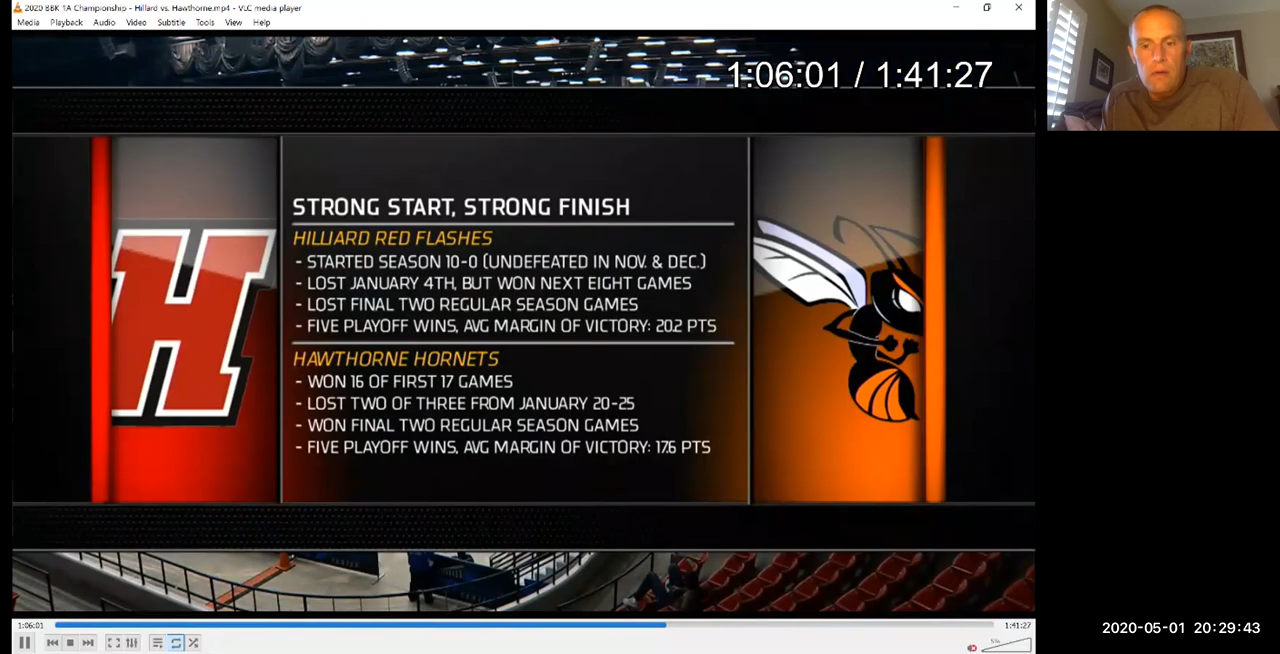 2020 BBK 1A Championship - Hillard vs. Hawthorne.mp4 - VLC media player
Media Playback Audio Video Subtitle Tools View Help
1:06:01 / 1:41:27
STRONG START, STRONG FINISH
HILLIARD RED FLASHES
- STARTED SEASON 10-0 (UNDEFEATED IN NOV. & DEC.)
- LOST JANUARY 4TH, BUT WON NEXT EIGHT GAMES
- LOST FINAL TWO REGULAR SEASON GAMES
- FIVE PLAYOFF WINS, AVG MARGIN OF VICTORY: 20.2 PTS
H
HAWTHORNE HORNETS
- WON 16 OF FIRST 17 GAMES
- LOST TWO OF THREE FROM JANUARY 20-25
- WON FINAL TWO REGULAR SEASON GAMES
- FIVE PLAYOFF WINS, AVG MARGIN OF VICTORY: 17.6 PTS
1:06:01
1:41:27
5%
2020-05-01 20:29:43